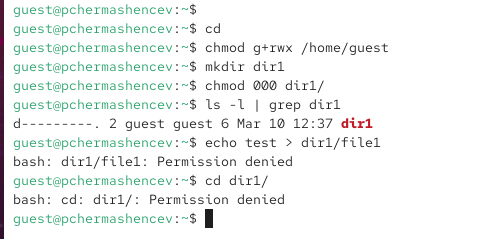 guest@pchermashencev:~$
guest@pchermashencev:~$ cd
guest@pchermashencev:~$ chmod g+rwx /home/guest
guest@pchermashencev:~$ mkdir dir1
guest@pchermashencev:~$ chmod 000 dir1/
guest@pchermashencev:~$ ls -l | grep dir1
d---------. 2 guest guest 6 Mar 10 12:37 dir1
guest@pchermashencev:~$ echo test > dir1/file1
bash: dir1/file1: Permission denied
guest@pchermashencev:~$ cd dir1/
bash: cd: dir1/: Permission denied
guest@pchermashencev:~$